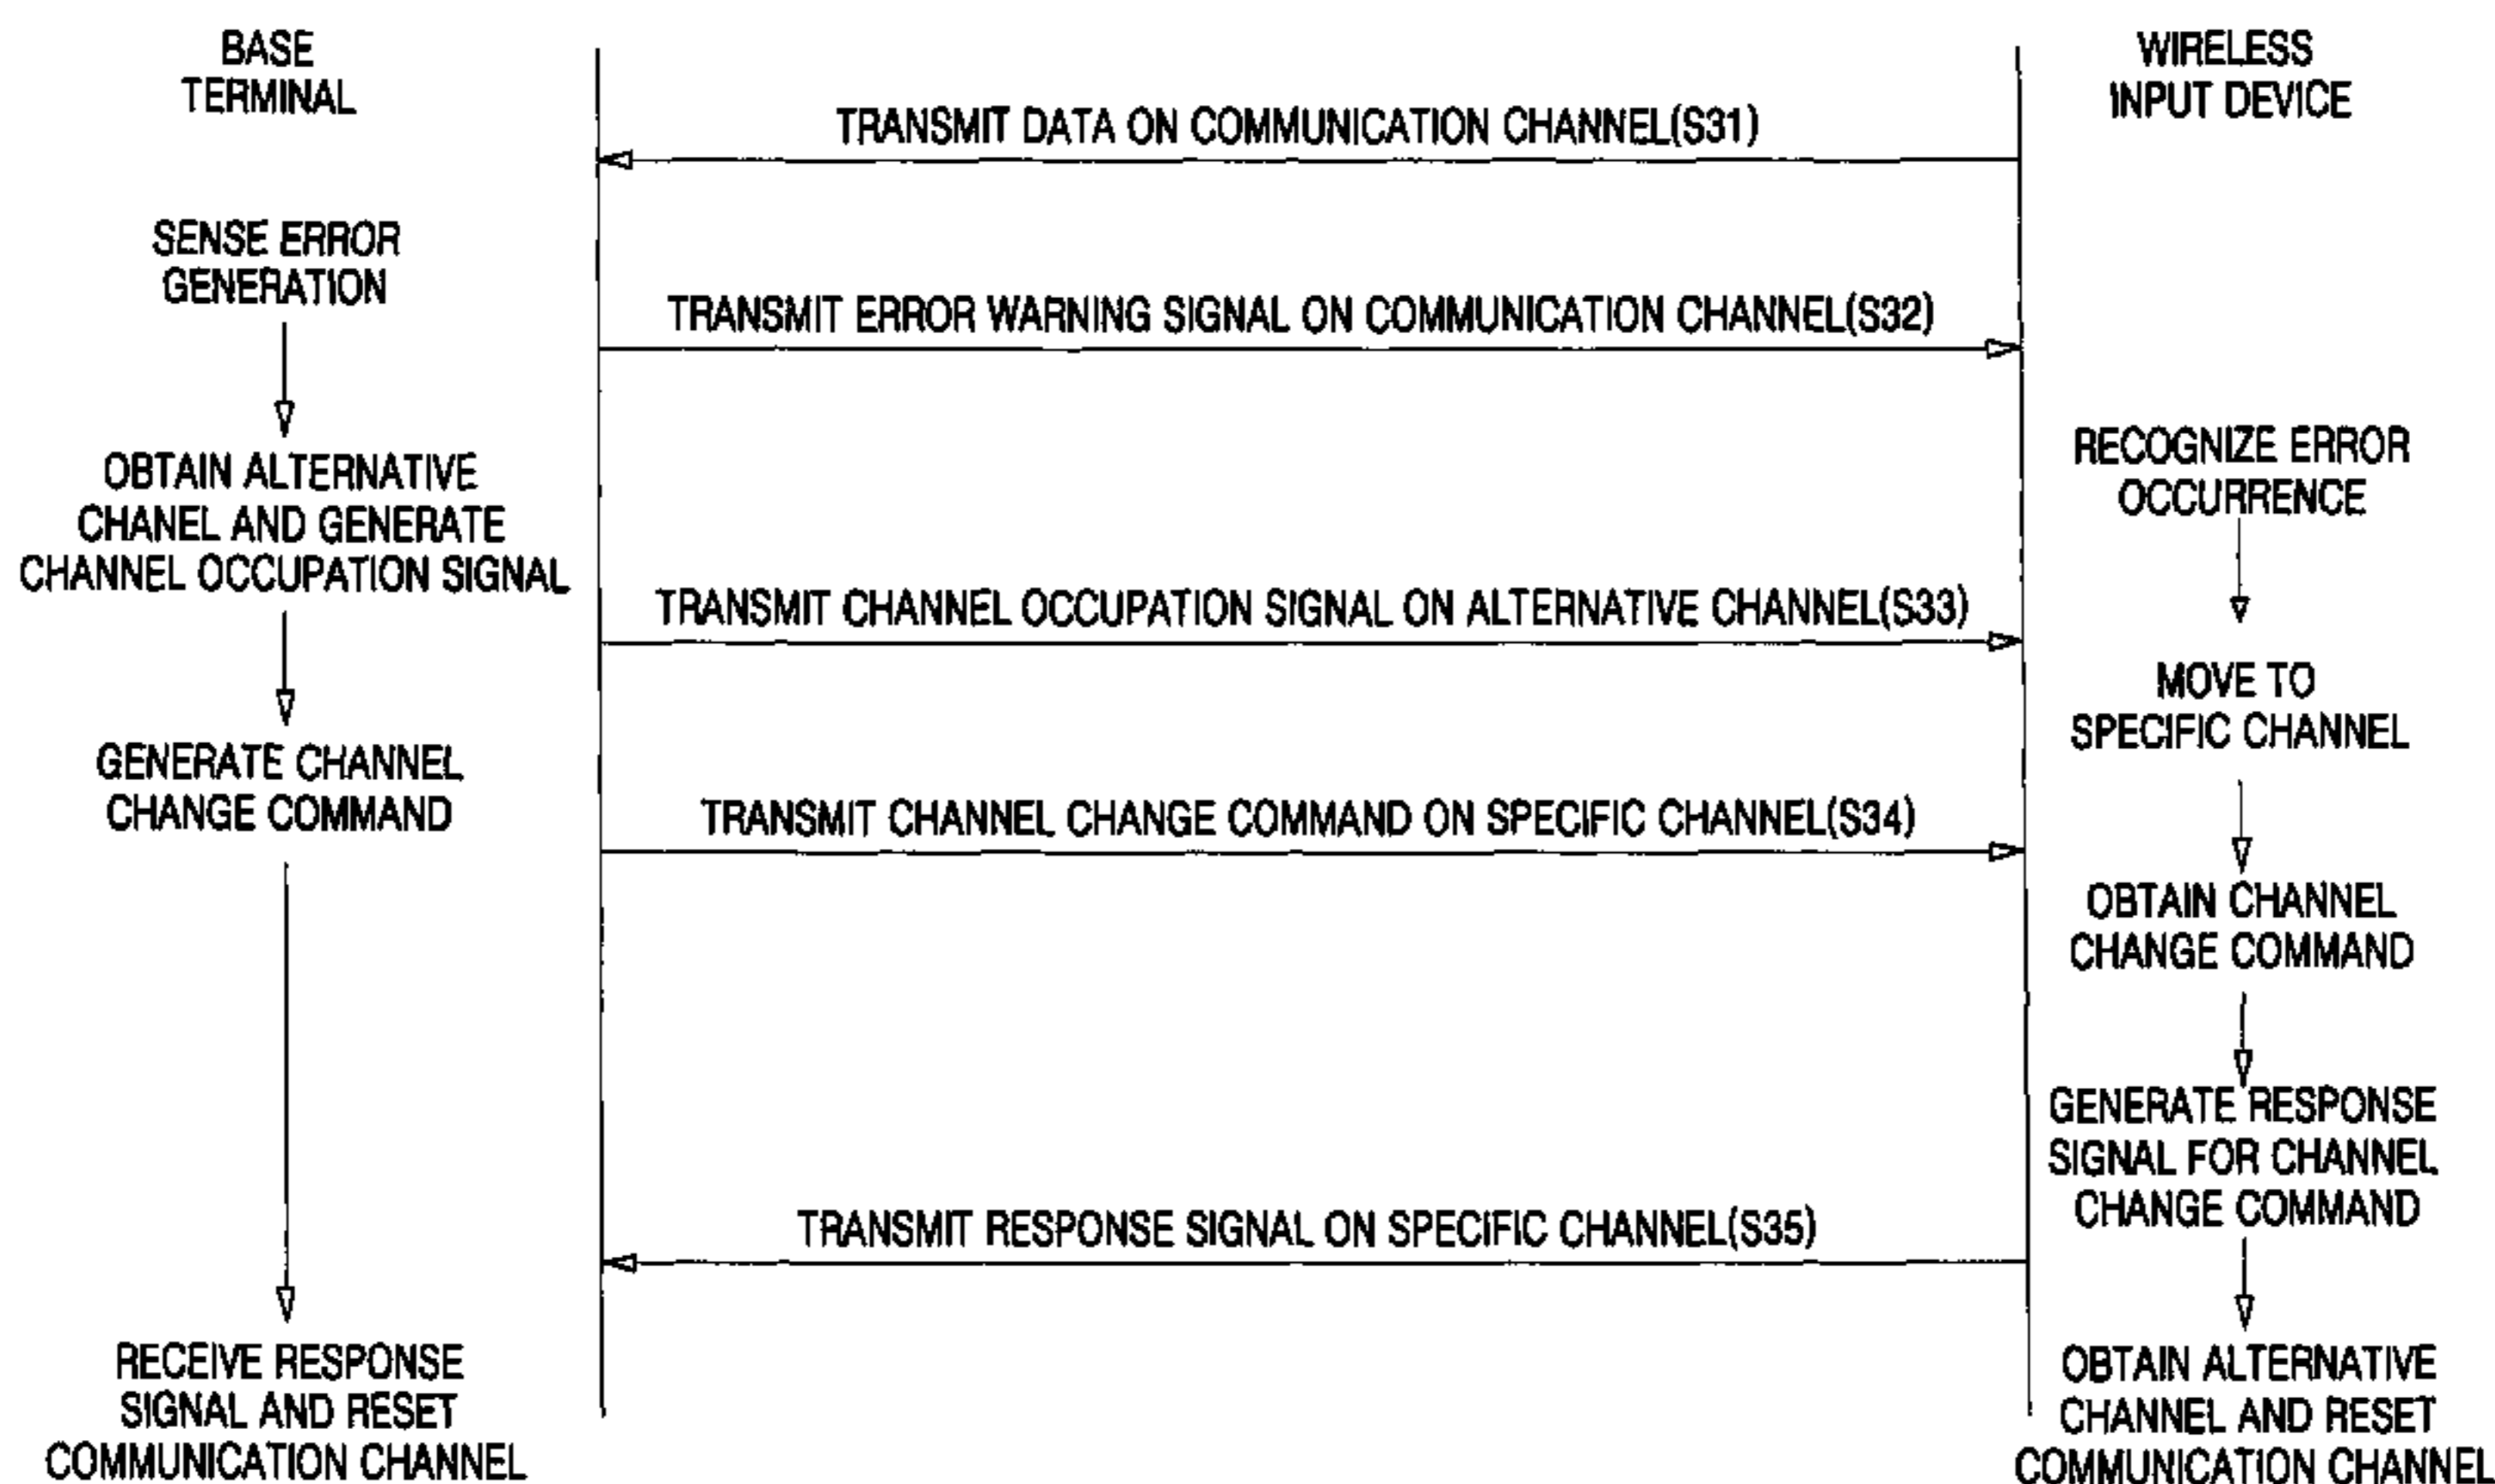 BASE
TERMINAL
WIRELESS
INPUT DEVICE
TRANSMIT DATA ON COMMUNICATION CHANNEL(S31)
SENSE ERROR
GENERATION
TRANSMIT ERROR WARNING SIGNAL ON COMMUNICATION CHANNEL(S32)
OBTAIN ALTERNATIVE
CHANEL AND GENERATE
CHANNEL OCCUPATION SIGNAL
RECOGNIZE ERROR
OCCURRENCE
TRANSMIT CHANNEL OCCUPATION SIGNAL ON ALTERNATIVE CHANNEL(S33)
MOVE TO
SPECIFIC CHANNEL
GENERATE CHANNEL
CHANGE COMMAND
TRANSMIT CHANNEL CHANGE COMMAND ON SPECIFIC CHANNEL(S34)
OBTAIN CHANNEL
CHANGE COMMAND
GENERATE RESPONSE
SIGNAL FOR CHANNEL
CHANGE COMMAND
TRANSMIT RESPONSE SIGNAL ON SPECIFIC CHANNEL(S35)
RECEIVE RESPONSE
SIGNAL AND RESET
COMMUNICATION CHANNEL
OBTAIN ALTERNATIVE
CHANNEL AND RESET
COMMUNICATION CHANNEL